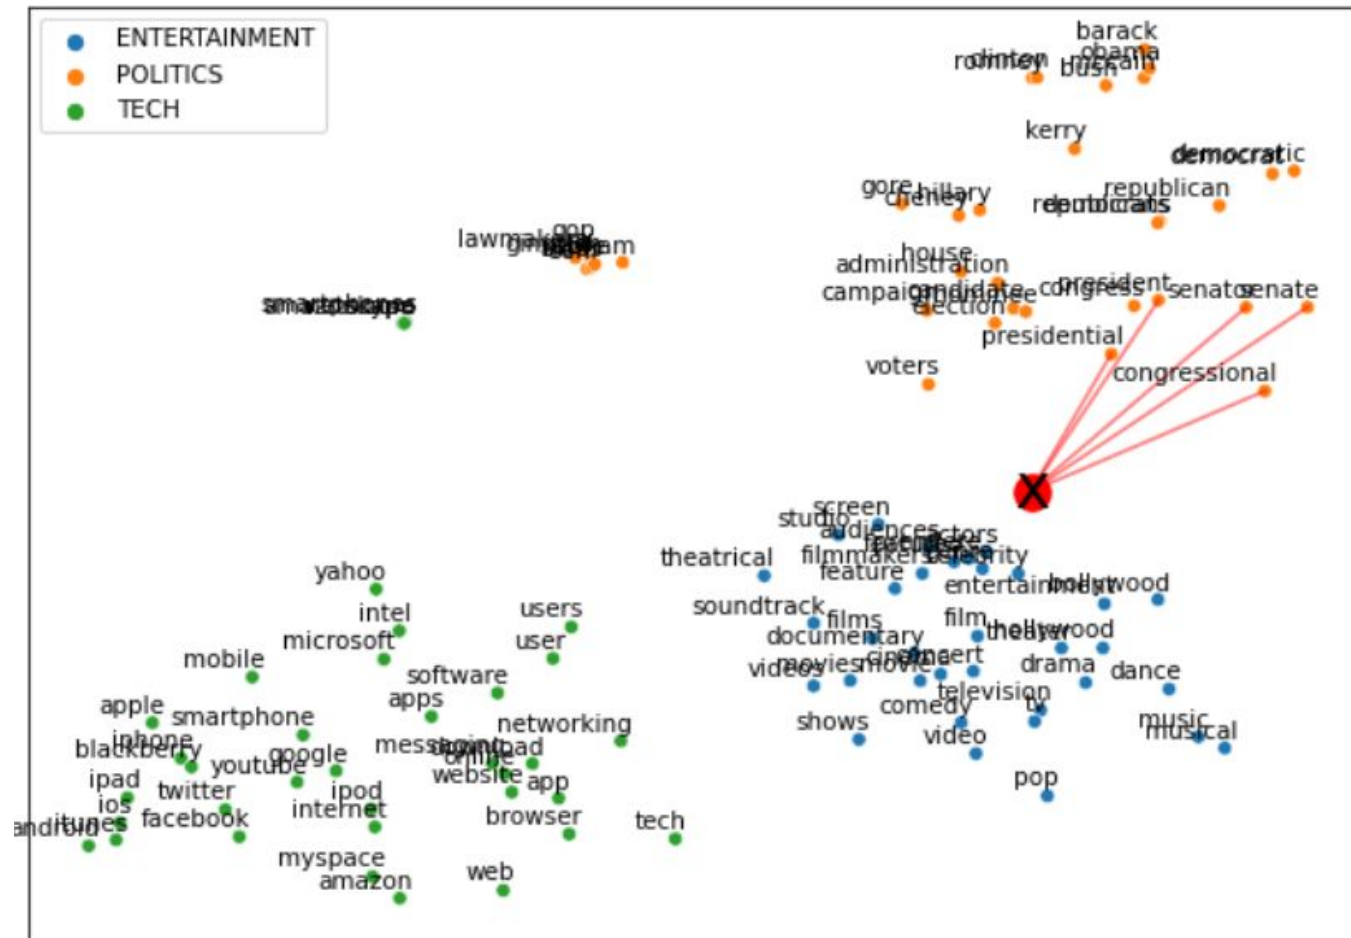 ENTERTAINMENT
POLITICS
TECH
barack
obama
clinton
romney
mccain
bush
kerry
democratic
democrat
republican
gore
hillary
cheney
republicans
democrats
gop
house
administration
president
campaign
candidate
nominee
congress
senator
senate
election
presidential
voters
congressional
X
screen
studio
audiences
actors
theatrical
filmmakers
celebrity
feature
entertainment
bollywood
soundtrack
films
film
theater
hollywood
documentary
cinema
concert
videos
movies
movie
drama
dance
television
tv
comedy
shows
video
music
musical
pop
yahoo
intel
users
microsoft
user
mobile
software
apps
apple
smartphone
networking
iphone
blackberry
messaging
download
google
online
youtube
website
ipad
twitter
ipod
app
ios
internet
android
itunes
facebook
browser
tech
myspace
amazon
web